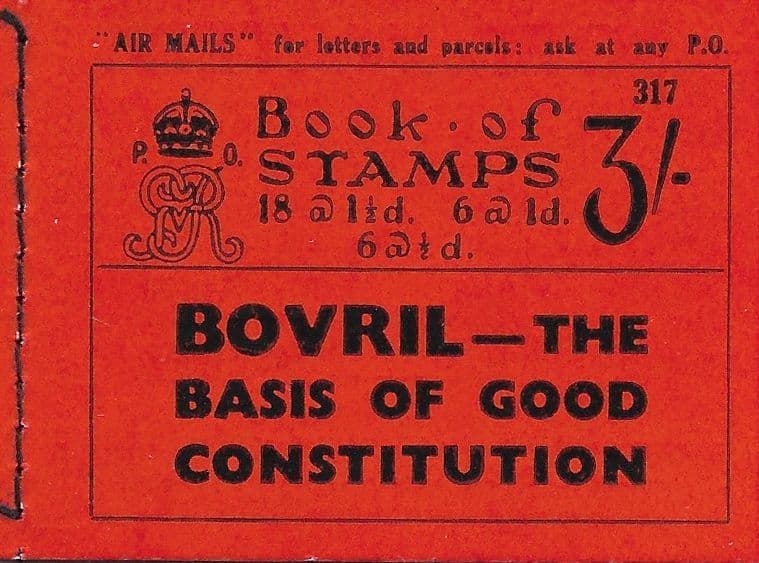 "AIR MAILS" for letters and parcels: ask at any P.O.
317
P. O.
Book·of
STAMPS
3/-
18 @ 1½d. 6 @ 1d.
6 @ ½d.
BOVRIL—THE
BASIS OF GOOD
CONSTITUTION